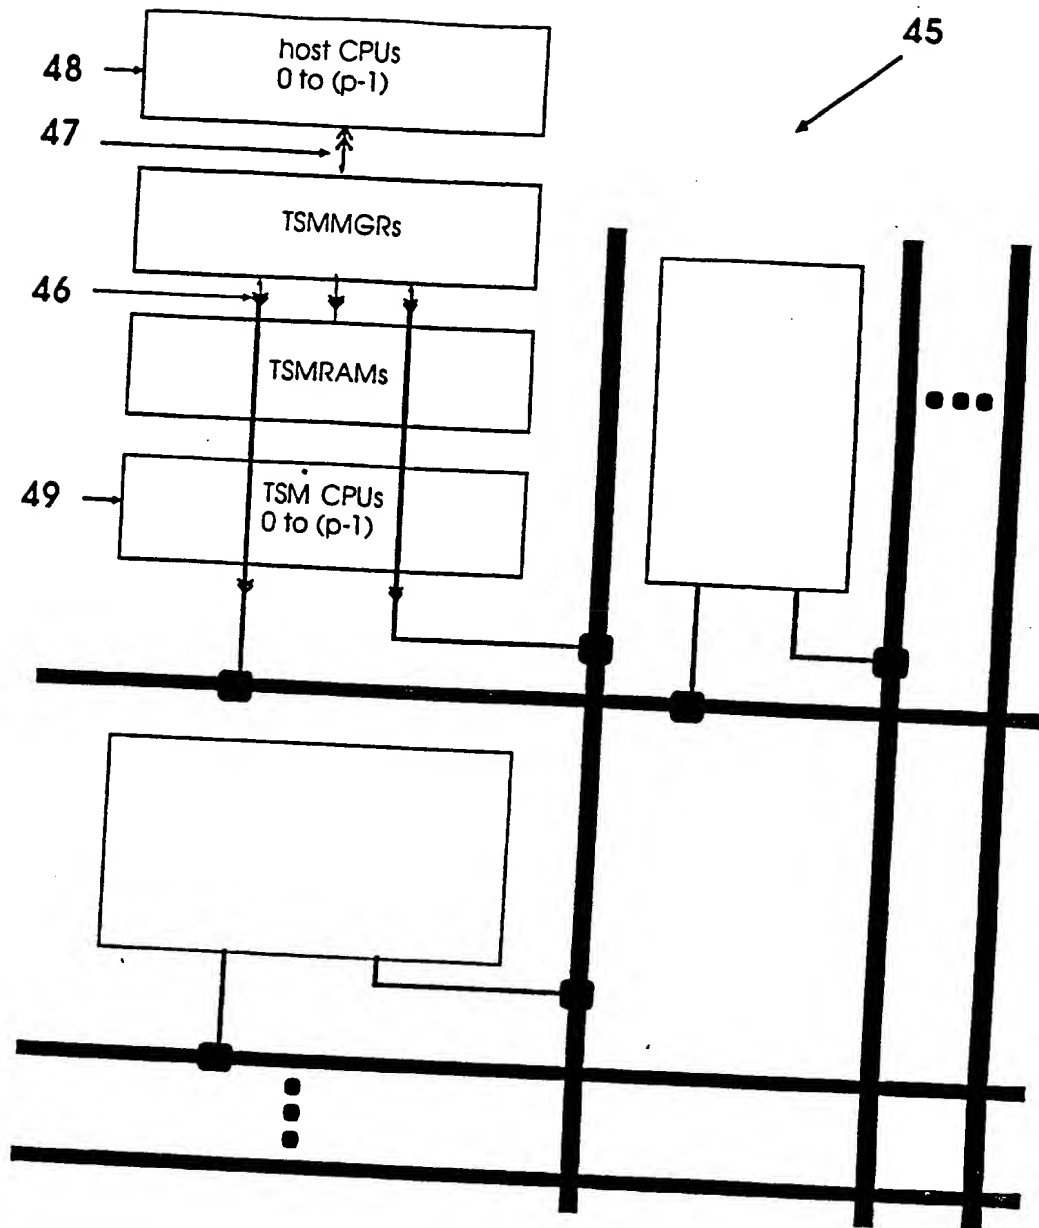 45
48
host CPUs
0 to (p-1)
47
TSMMGRs
46
TSMRAMs
49
TSM CPUs
0 to (p-1)